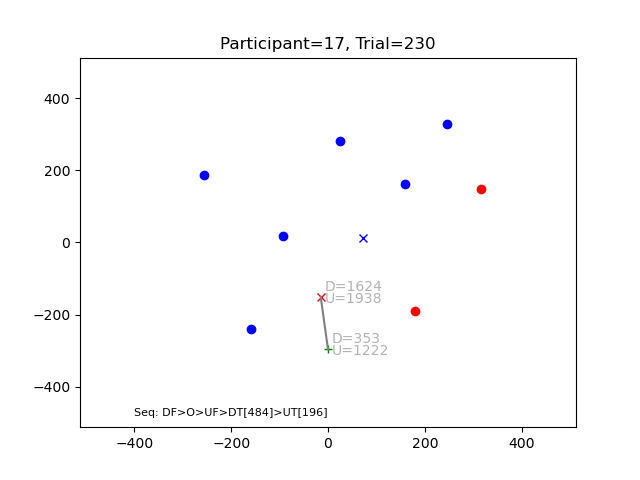 Participant=17, Trial=230
400
200
0
−200
−400
D=1624
U=1938
D=353
U=1222
Seq: DF>O>UF>DT[484]>UT[196]
−400
−200
0
200
400